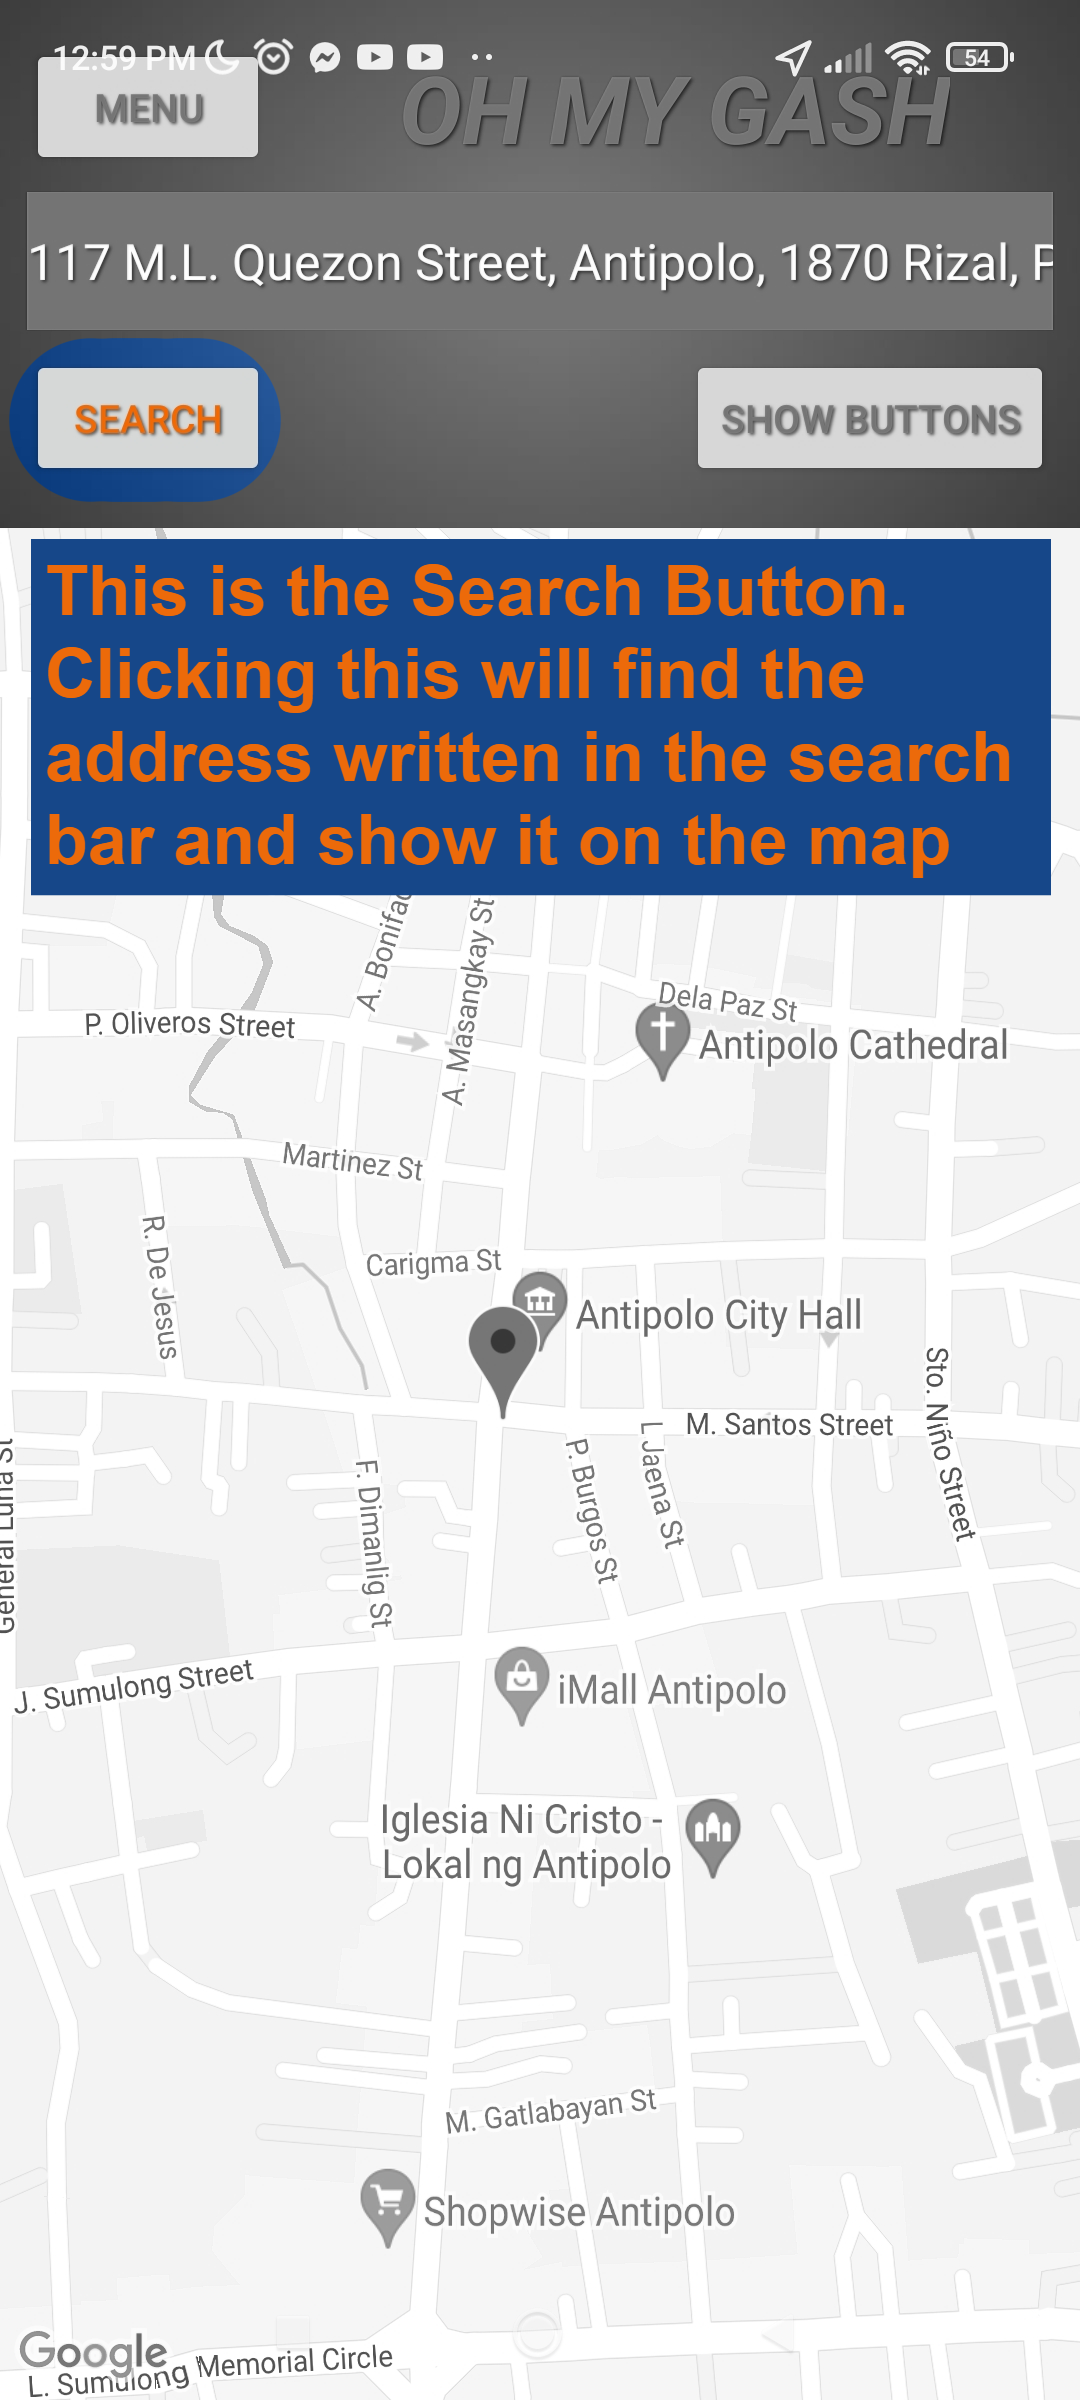 12:59 PM
54
MENU
OH MY GASH
117 M.L. Quezon Street, Antipolo, 1870 Rizal, P
SEARCH
SHOW BUTTONS
This is the Search Button.
Clicking this will find the
address written in the search
bar and show it on the map
A. Bonifac
A. Masangkay St
Dela Paz St
P. Oliveros Street
Antipolo Cathedral
Martinez St
R. De Jesus
Carigma St
Antipolo City Hall
Sto. Niño Street
M. Santos Street
General Luna St
F. Dimanlig St
P. Burgos St
L Jaena St
J. Sumulong Street
iMall Antipolo
Iglesia Ni Cristo -
Lokal ng Antipolo
M. Gatlabayan St
Shopwise Antipolo
Google
L. Sumulong Memorial Circle